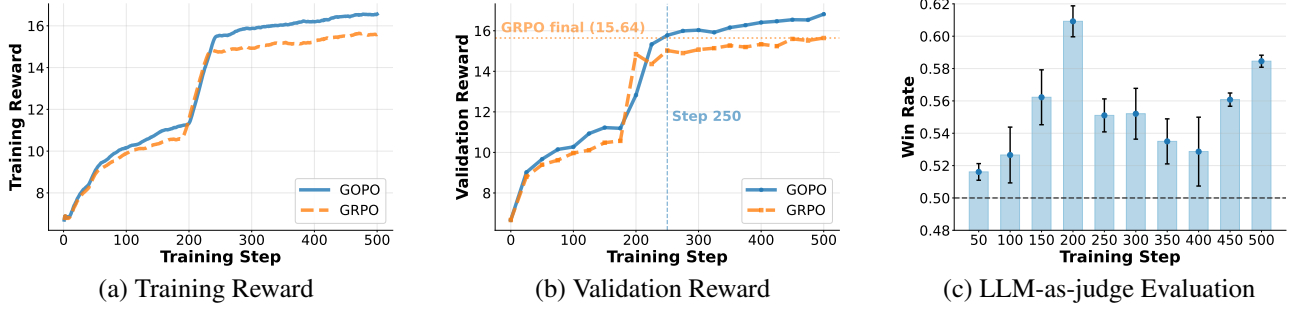 Training Reward
16
14
12
10
8
0
100
200
300
400
500
Training Step
GOPO
GRPO
(a) Training Reward
Validation Reward
16
14
12
10
8
0
100
200
300
400
500
Training Step
GRPO final (15.64)
Step 250
GOPO
GRPO
(b) Validation Reward
Win Rate
0.62
0.60
0.58
0.56
0.54
0.52
0.50
0.48
50 100 150 200 250 300 350 400 450 500
Training Step
(c) LLM-as-judge Evaluation